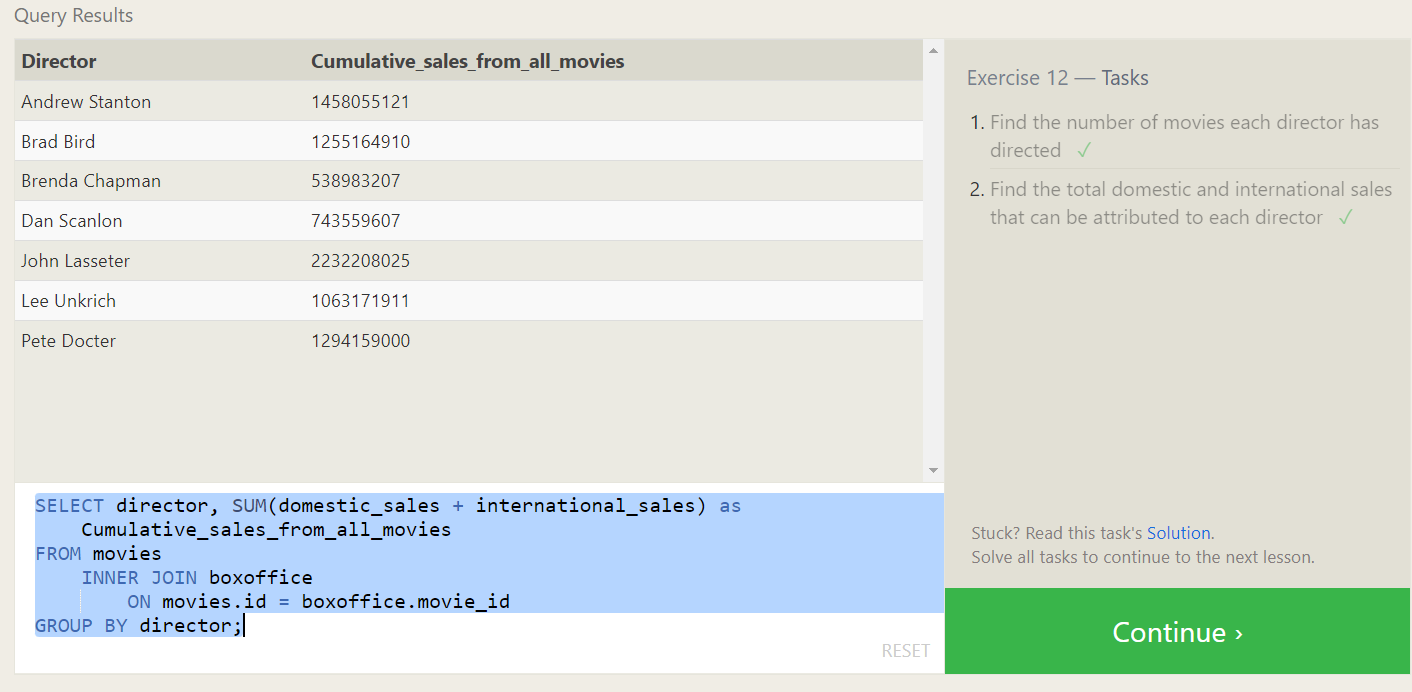 Query Results
Director Cumulative_sales_from_all_movies
Andrew Stanton 1458055121
Brad Bird 1255164910
Brenda Chapman 538983207
Dan Scanlon 743559607
John Lasseter 2232208025
Lee Unkrich 1063171911
Pete Docter 1294159000
SELECT director, SUM(domestic_sales + international_sales) as
Cumulative_sales_from_all_movies
FROM movies
INNER JOIN boxoffice
ON movies.id = boxoffice.movie_id
GROUP BY director;
RESET
Exercise 12 — Tasks
1. Find the number of movies each director has
directed ✓
2. Find the total domestic and international sales
that can be attributed to each director ✓
Stuck? Read this task's Solution.
Solve all tasks to continue to the next lesson.
Continue ›